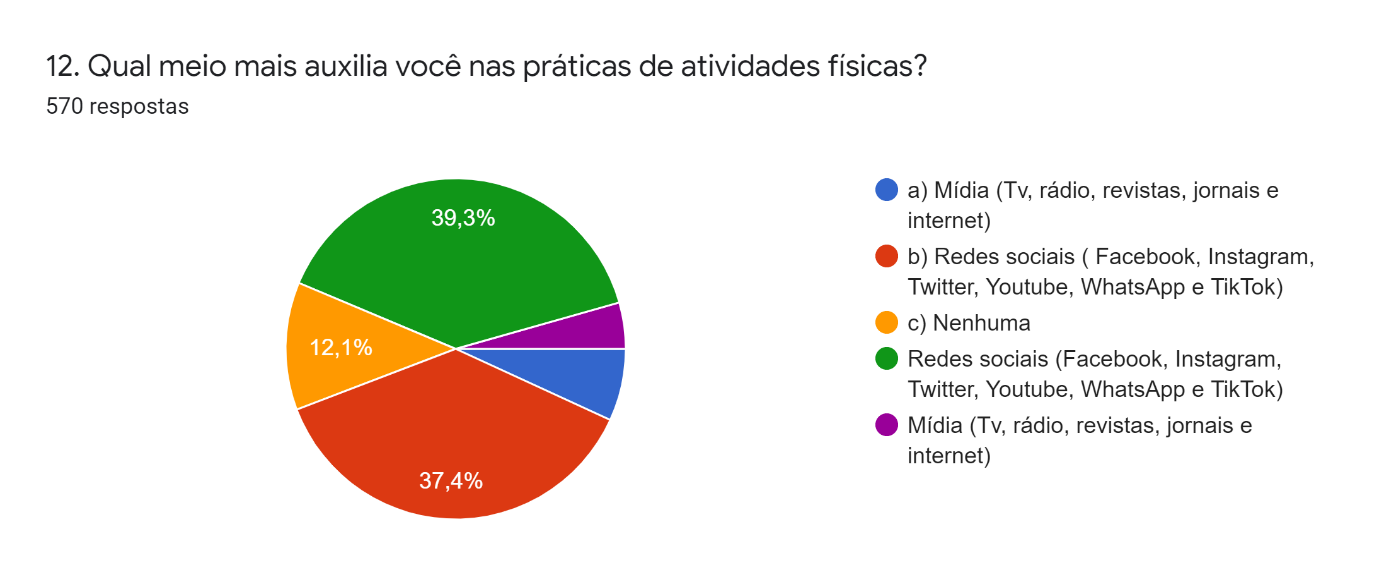 12. Qual meio mais auxilia você nas práticas de atividades físicas?
570 respostas
39,3%
12,1%
37,4%
a) Mídia (Tv, rádio, revistas, jornais e
internet)
b) Redes sociais ( Facebook, Instagram,
Twitter, Youtube, WhatsApp e TikTok)
c) Nenhuma
Redes sociais (Facebook, Instagram,
Twitter, Youtube, WhatsApp e TikTok)
Mídia (Tv, rádio, revistas, jornais e
internet)